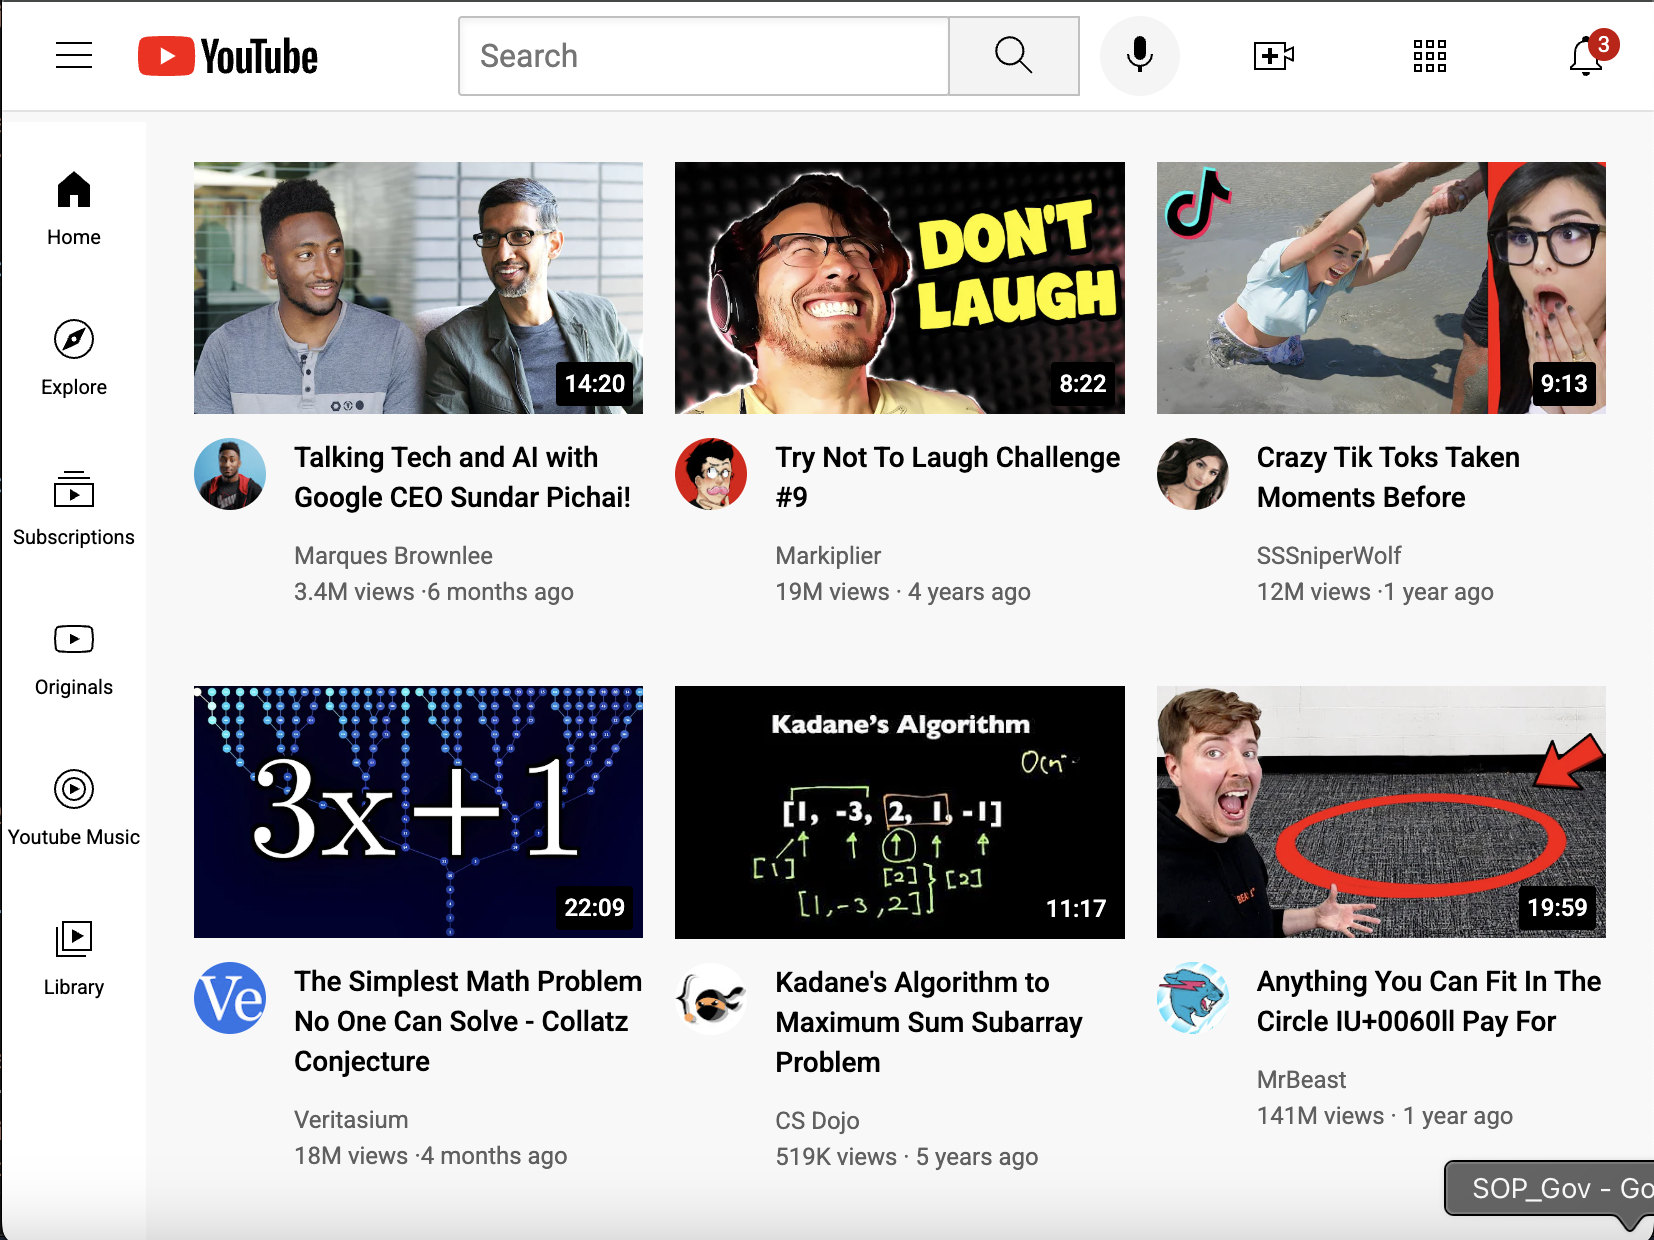 YouTube
Search
3
Home
Explore
Subscriptions
Originals
Youtube Music
Library
14:20
Talking Tech and AI with
Google CEO Sundar Pichai!
Marques Brownlee
3.4M views ·6 months ago
DON'T
LAUGH
8:22
Try Not To Laugh Challenge
#9
Markiplier
19M views · 4 years ago
9:13
Crazy Tik Toks Taken
Moments Before
SSSniperWolf
12M views ·1 year ago
3x+1
22:09
Ve
The Simplest Math Problem
No One Can Solve - Collatz
Conjecture
Veritasium
18M views ·4 months ago
Kadane's Algorithm
[1, -3, 2, 1, -1]
[1]
[2]
[2]
[1,-3,2]
11:17
Kadane's Algorithm to
Maximum Sum Subarray
Problem
CS Dojo
519K views · 5 years ago
19:59
Anything You Can Fit In The
Circle IU+0060ll Pay For
MrBeast
141M views · 1 year ago
SOP_Gov - Go